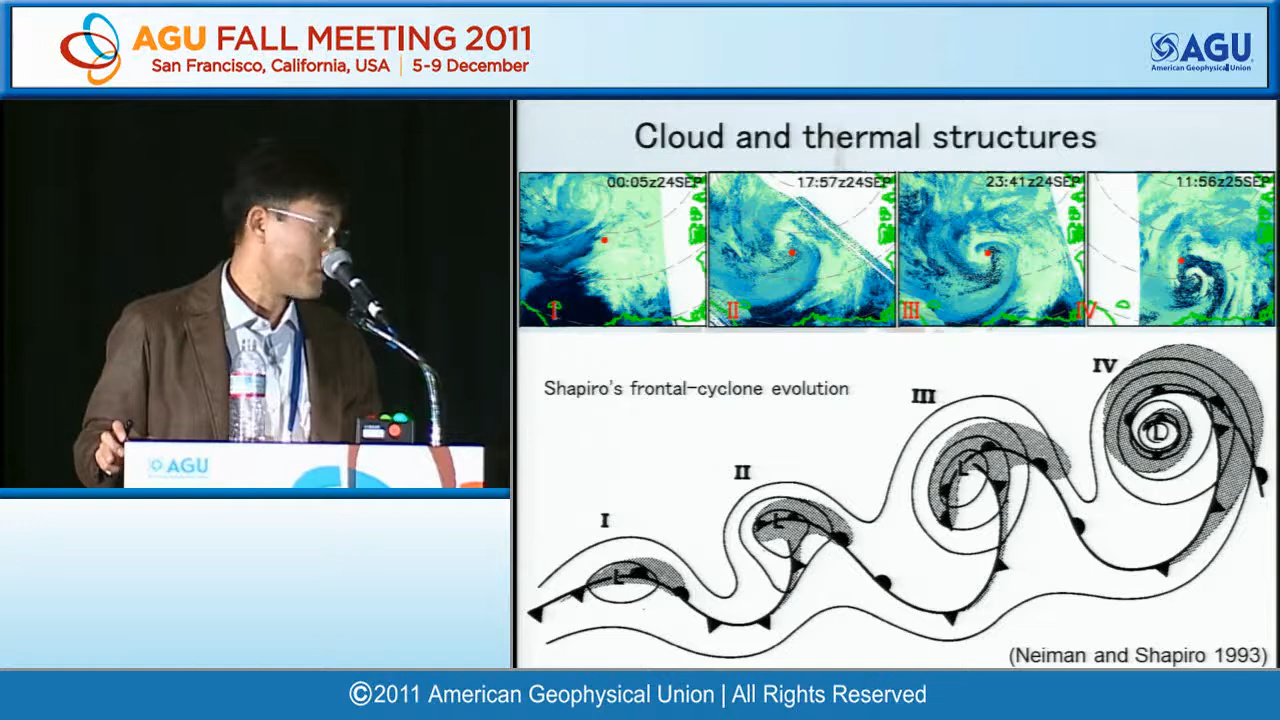 AGU FALL MEETING 2011
San Francisco, California, USA | 5-9 December
AGU
American Geophysical Union
Cloud and thermal structures
00:05z24SEP
17:57z24SEP
23:41z24SEP
11:56z25SEP
I
II
III
IV
Shapiro's frontal-cyclone evolution
I
II
III
IV
L
L
L
L
(Neiman and Shapiro 1993)
AGU
©2011 American Geophysical Union | All Rights Reserved